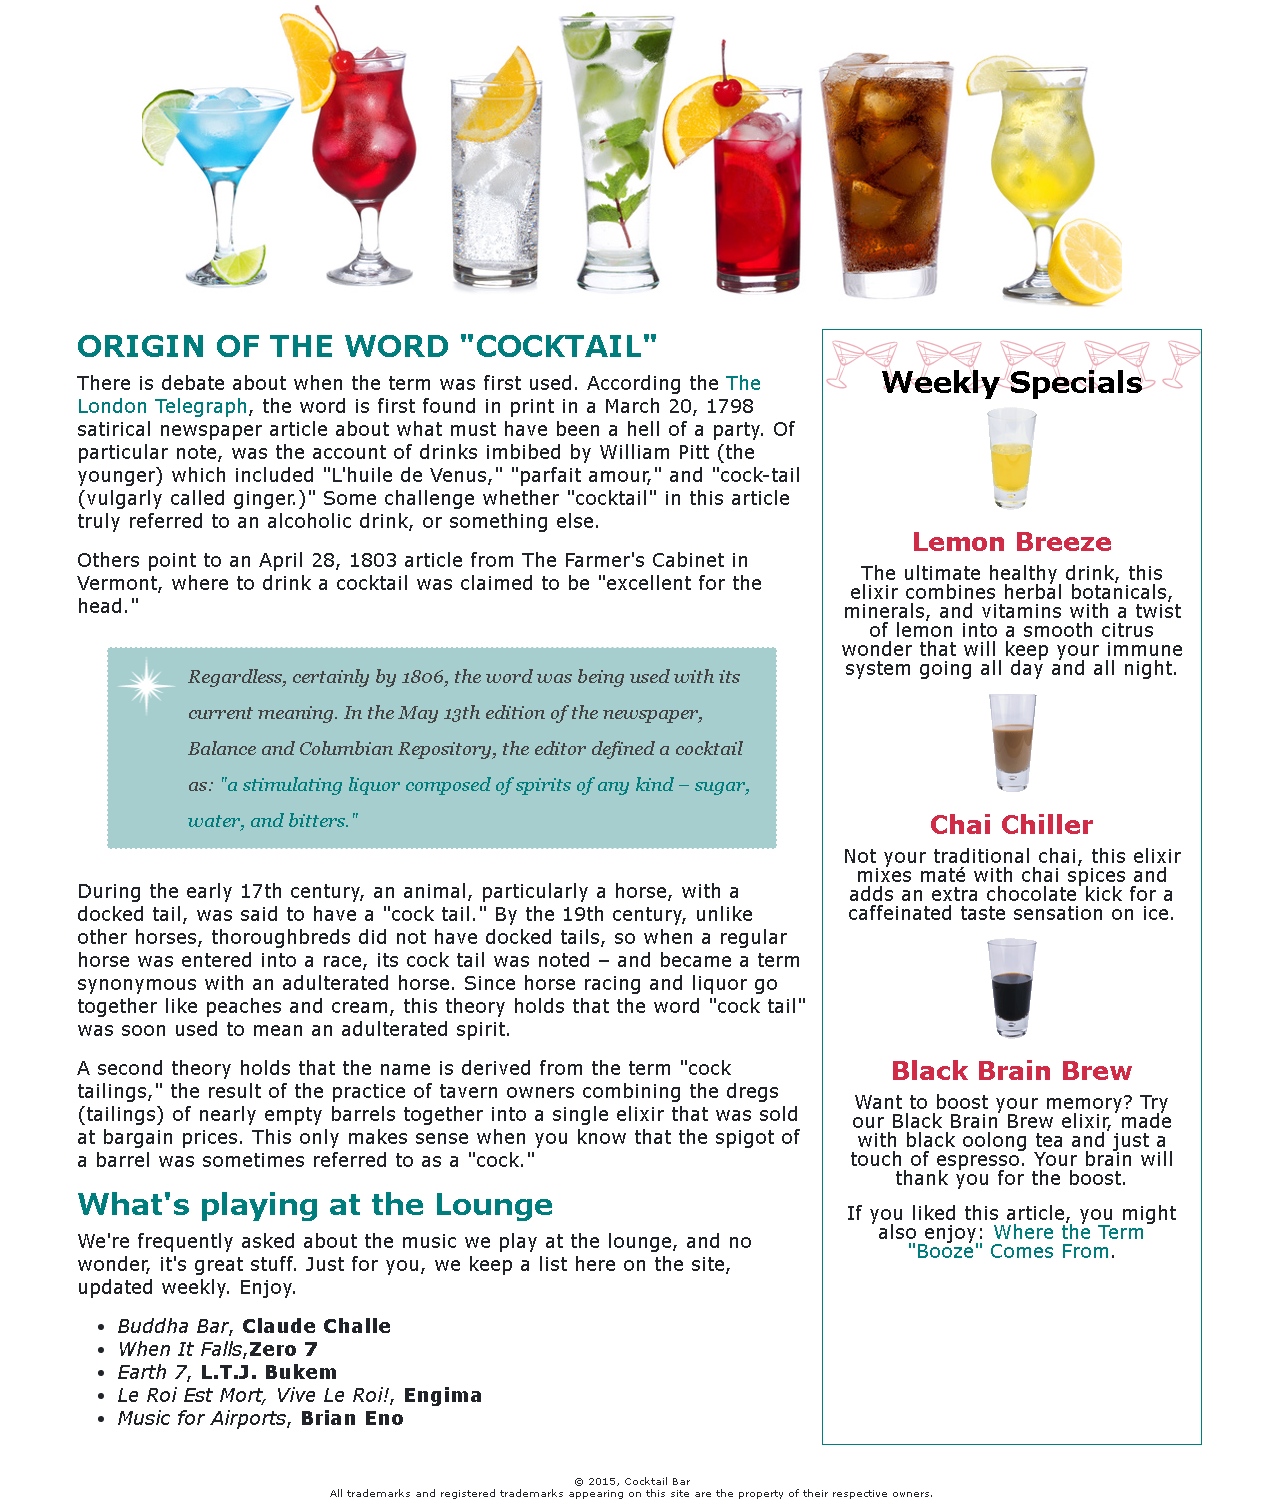 ORIGIN OF THE WORD "COCKTAIL"
There is debate about when the term was first used. According the The
London Telegraph, the word is first found in print in a March 20, 1798
satirical newspaper article about what must have been a hell of a party. Of
particular note, was the account of drinks imbibed by William Pitt (the
younger) which included "L'huile de Venus," "parfait amour," and "cock-tail
(vulgarly called ginger.)" Some challenge whether "cocktail" in this article
truly referred to an alcoholic drink, or something else.
Others point to an April 28, 1803 article from The Farmer's Cabinet in
Vermont, where to drink a cocktail was claimed to be "excellent for the
head."
Regardless, certainly by 1806, the word was being used with its
current meaning. In the May 13th edition of the newspaper,
Balance and Columbian Repository, the editor defined a cocktail
as: "a stimulating liquor composed of spirits of any kind – sugar,
water, and bitters."
During the early 17th century, an animal, particularly a horse, with a
docked tail, was said to have a "cock tail." By the 19th century, unlike
other horses, thoroughbreds did not have docked tails, so when a regular
horse was entered into a race, its cock tail was noted – and became a term
synonymous with an adulterated horse. Since horse racing and liquor go
together like peaches and cream, this theory holds that the word "cock tail"
was soon used to mean an adulterated spirit.
A second theory holds that the name is derived from the term "cock
tailings," the result of the practice of tavern owners combining the dregs
(tailings) of nearly empty barrels together into a single elixir that was sold
at bargain prices. This only makes sense when you know that the spigot of
a barrel was sometimes referred to as a "cock."
What's playing at the Lounge
We're frequently asked about the music we play at the lounge, and no
wonder, it's great stuff. Just for you, we keep a list here on the site,
updated weekly. Enjoy.
• Buddha Bar, Claude Challe
• When It Falls,Zero 7
• Earth 7, L.T.J. Bukem
• Le Roi Est Mort, Vive Le Roi!, Engima
• Music for Airports, Brian Eno
Weekly Specials
Lemon Breeze
The ultimate healthy drink, this
elixir combines herbal botanicals,
minerals, and vitamins with a twist
of lemon into a smooth citrus
wonder that will keep your immune
system going all day and all night.
Chai Chiller
Not your traditional chai, this elixir
mixes maté with chai spices and
adds an extra chocolate kick for a
caffeinated taste sensation on ice.
Black Brain Brew
Want to boost your memory? Try
our Black Brain Brew elixir, made
with black oolong tea and just a
touch of espresso. Your brain will
thank you for the boost.
If you liked this article, you might
also enjoy: Where the Term
"Booze" Comes From.
© 2015, Cocktail Bar
All trademarks and registered trademarks appearing on this site are the property of their respective owners.